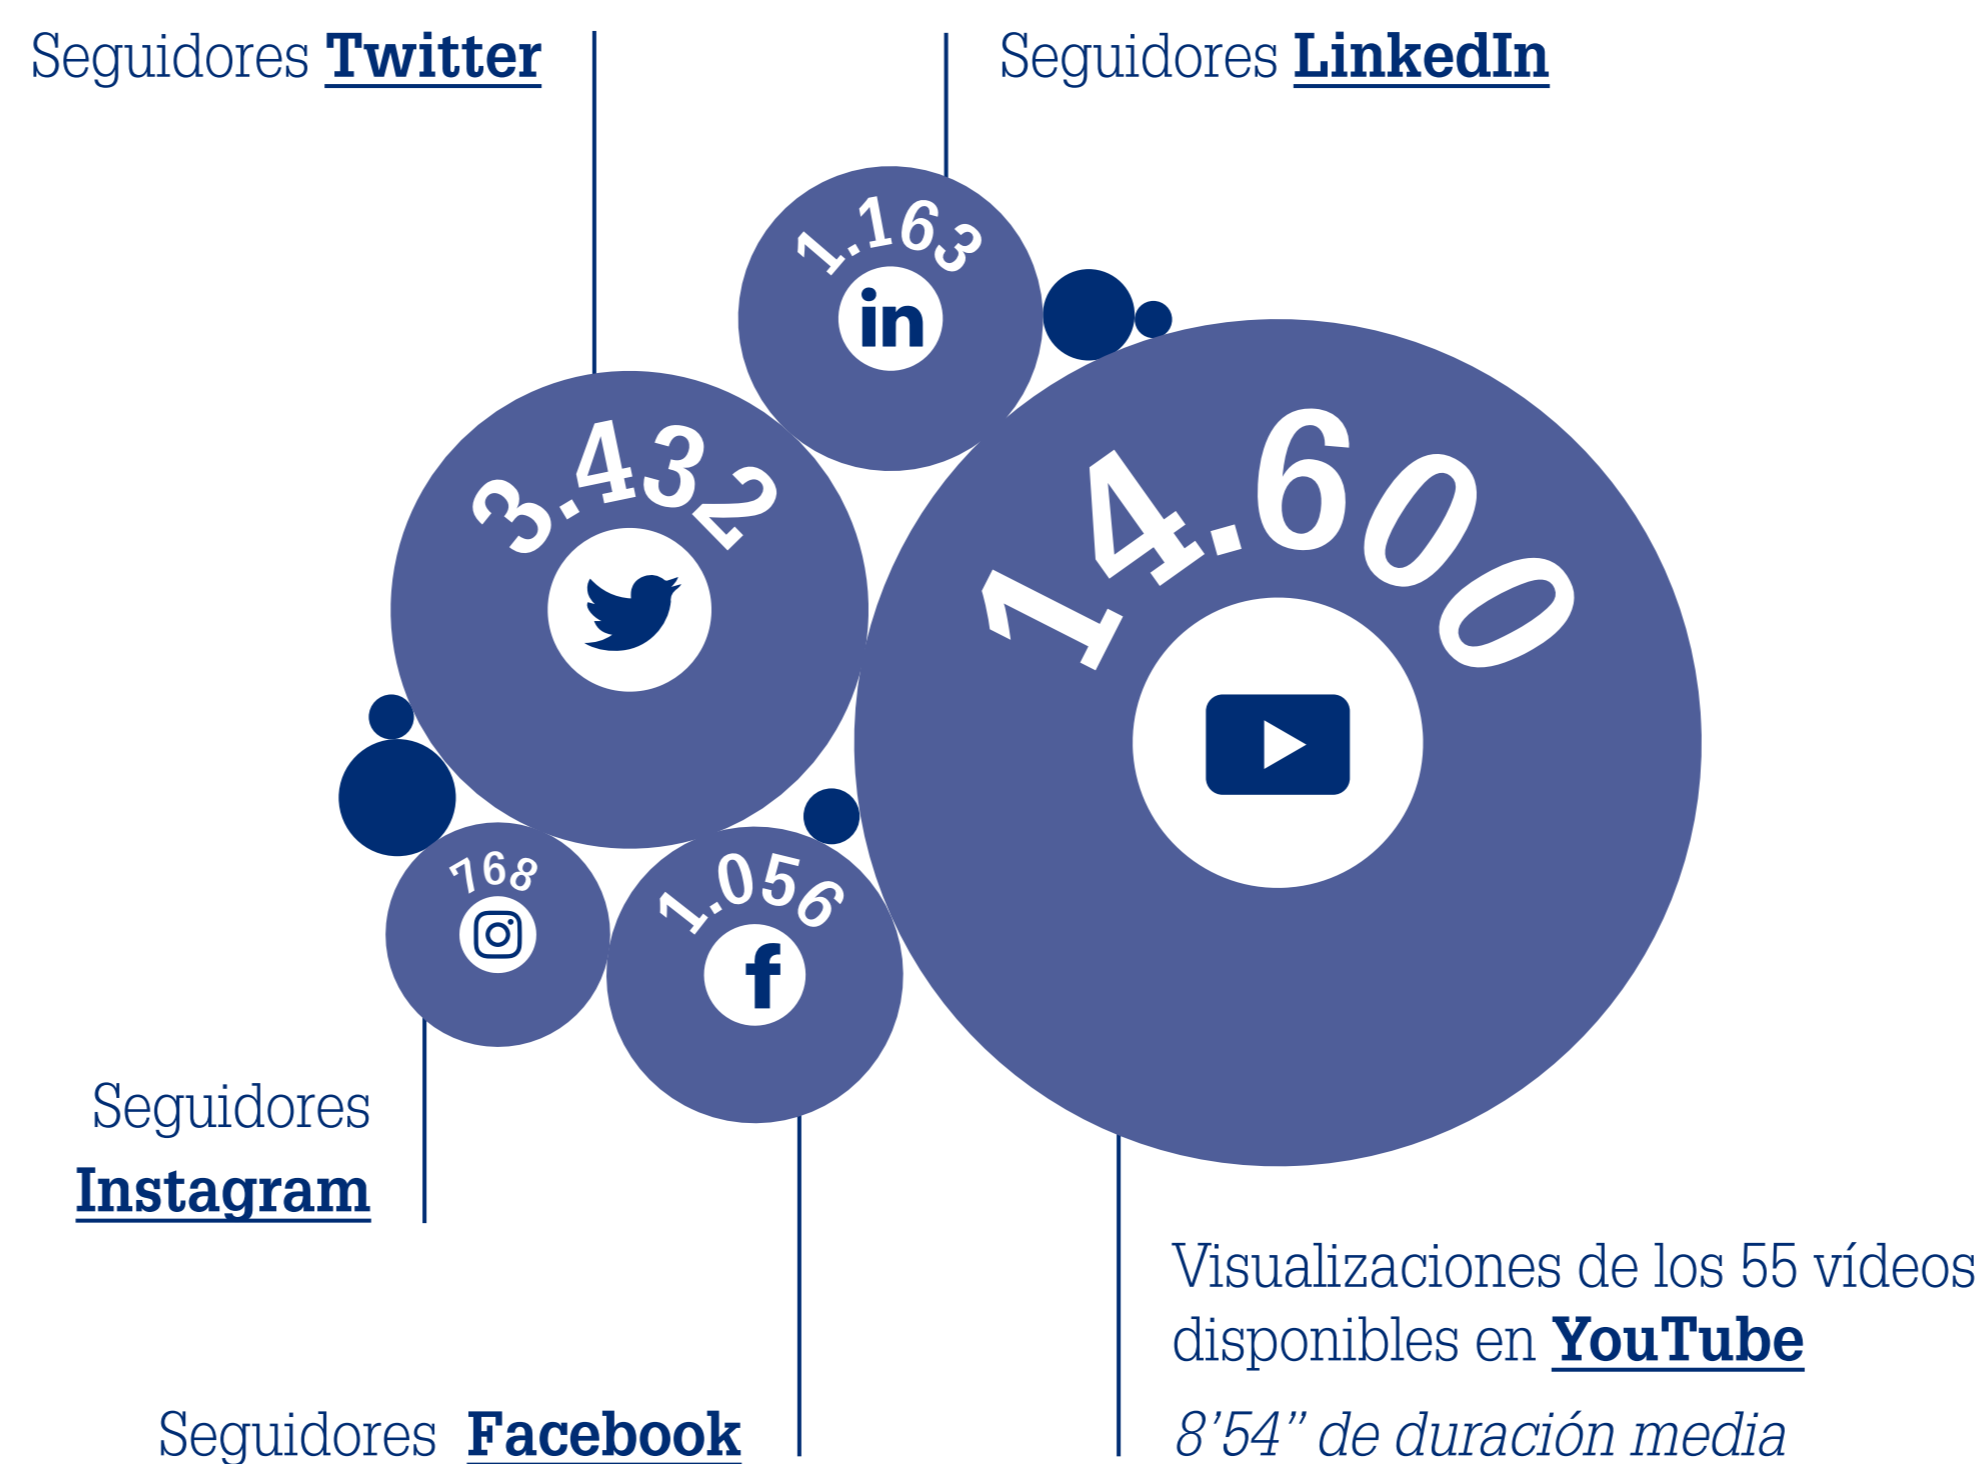 Seguidores Twitter
Seguidores LinkedIn
1.163
in
3.432
14.600
768
1.056
f
Seguidores
Instagram
Seguidores Facebook
Visualizaciones de los 55 vídeos
disponibles en YouTube
8’54” de duración media